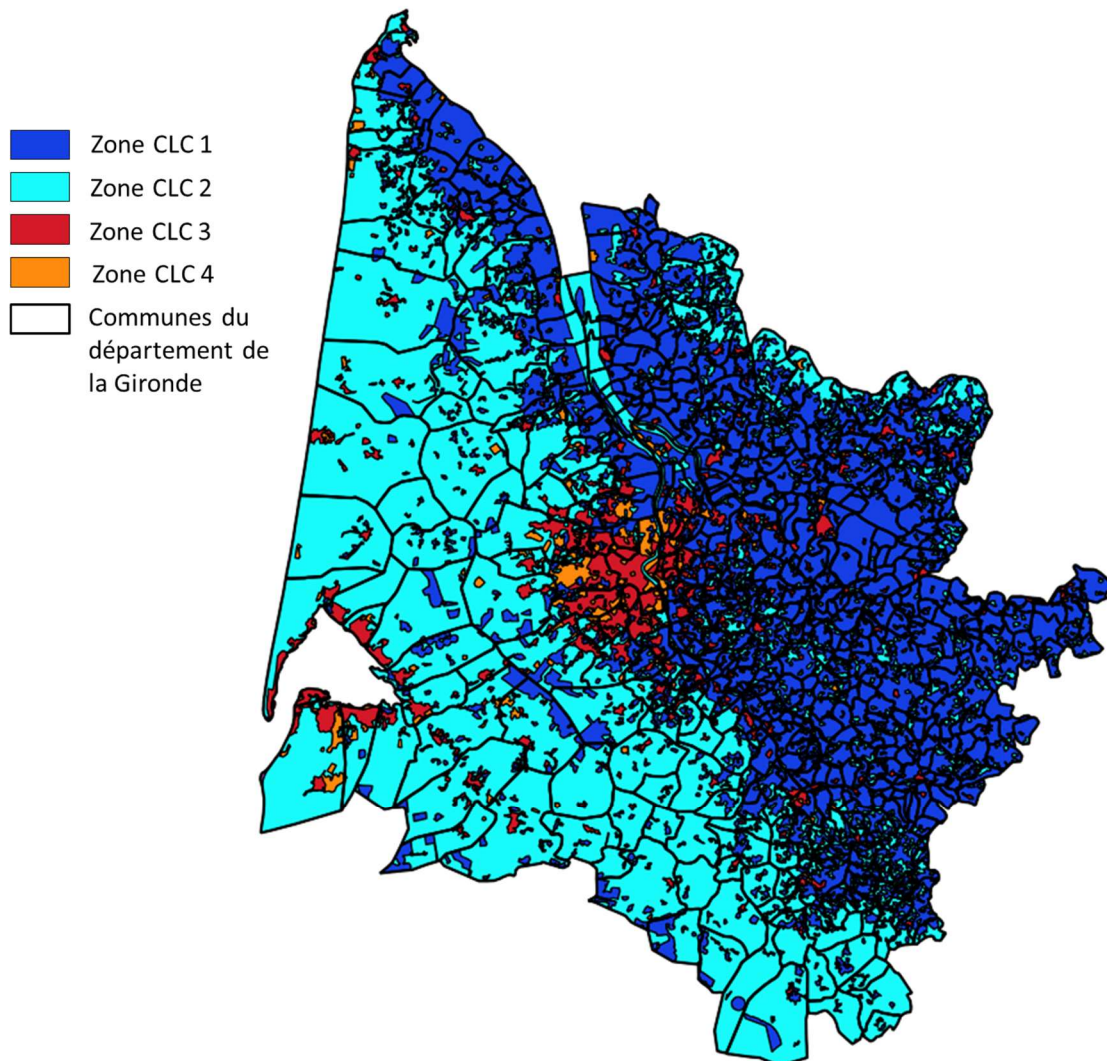 Zone CLC 1
Zone CLC 2
Zone CLC 3
Zone CLC 4
Communes du
département de
la Gironde